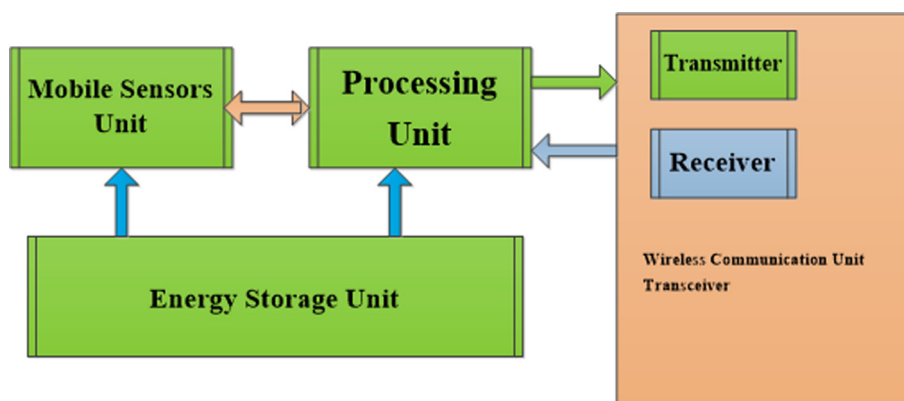 Mobile Sensors
Unit
Processing
Unit
Transmitter
Receiver
Wireless Communication Unit
Transceiver
Energy Storage Unit